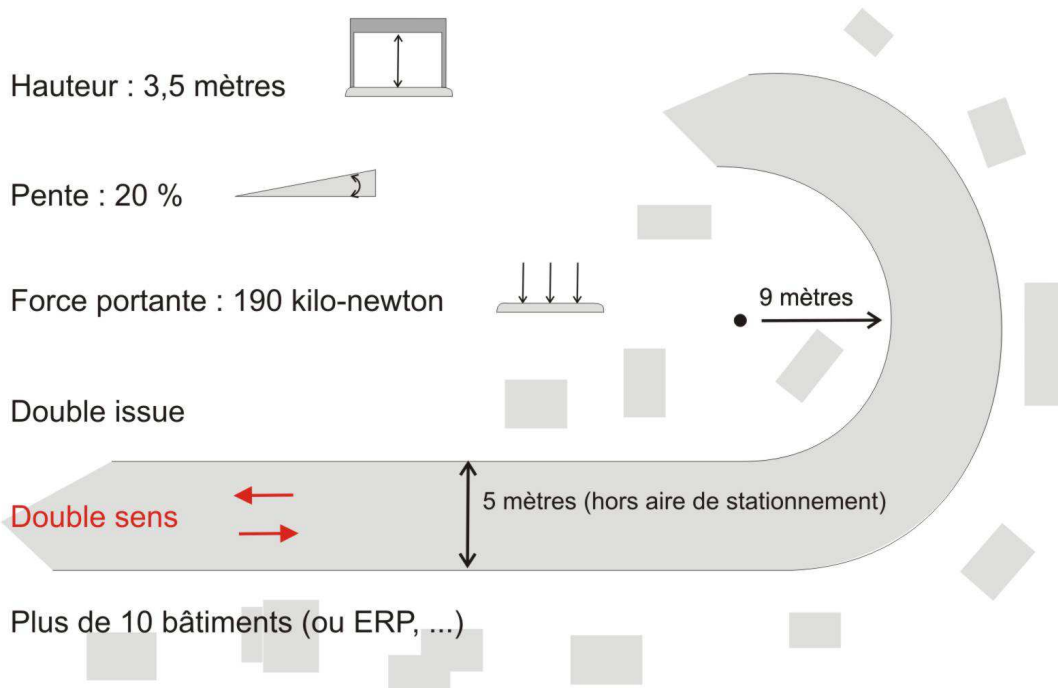 Hauteur : 3,5 mètres
Pente : 20 %
Force portante : 190 kilo-newton
9 mètres
Double issue
Double sens
5 mètres (hors aire de stationnement)
Plus de 10 bâtiments (ou ERP, ...)